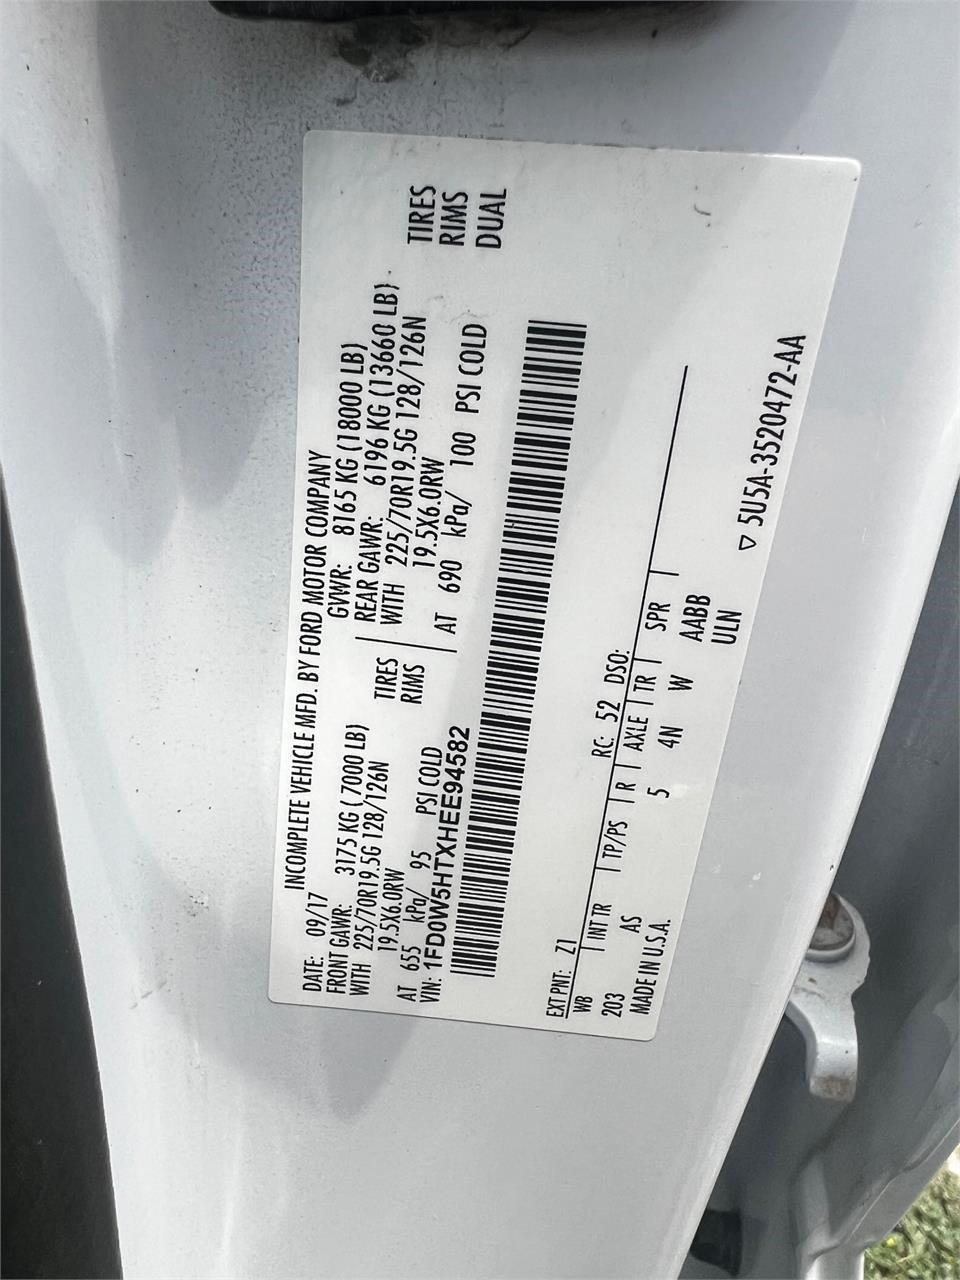 INCOMPLETE VEHICLE MFD. BY FORD MOTOR COMPANY
DATE: 09/17 GVWR: 8165 KG (18000 LB)
FRONT GAWR: 3175 KG (7000 LB) REAR GAWR: 6196 KG (13660 LB)
WITH 225/70R19.5G 128/126N TIRES WITH 225/70R19.5G 128/126N TIRES
19.5X6.0RW RIMS 19.5X6.0RW RIMS
AT 655 kPa/ 95 PSI COLD AT 690 kPa/ 100 PSI COLD DUAL
VIN: 1FD0W5HTXHEE94582
EXT PNT: Z1 RC: 52 DSO:
WB INT TR TP/PS R AXLE TR SPR
203 AS 5 4N W AABB
MADE IN U.S.A. ULN
▽ 5U5A-3520472-AA